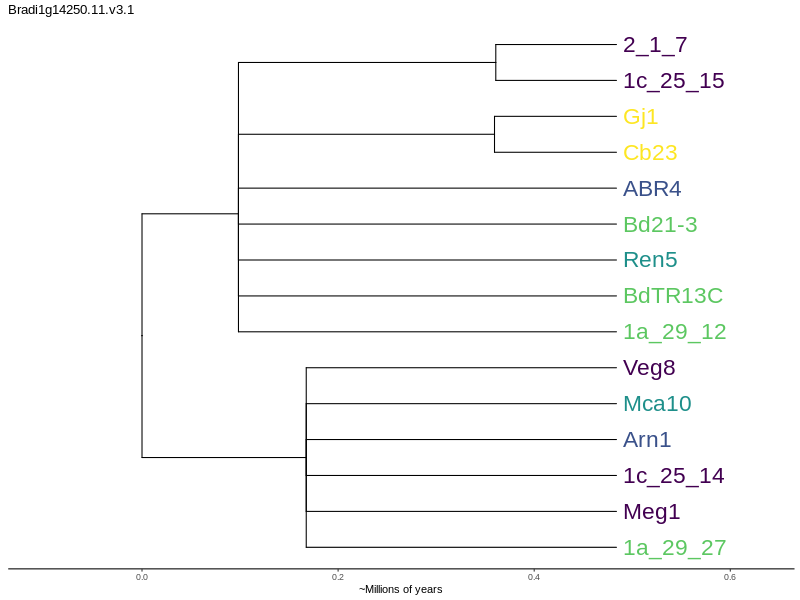 Bradi1g14250.11.v3.1
2_1_7
1c_25_15
Gj1
Cb23
ABR4
Bd21-3
Ren5
BdTR13C
1a_29_12
Veg8
Mca10
Arn1
1c_25_14
Meg1
1a_29_27
0.0 0.2 0.4 0.6
~Millions of years